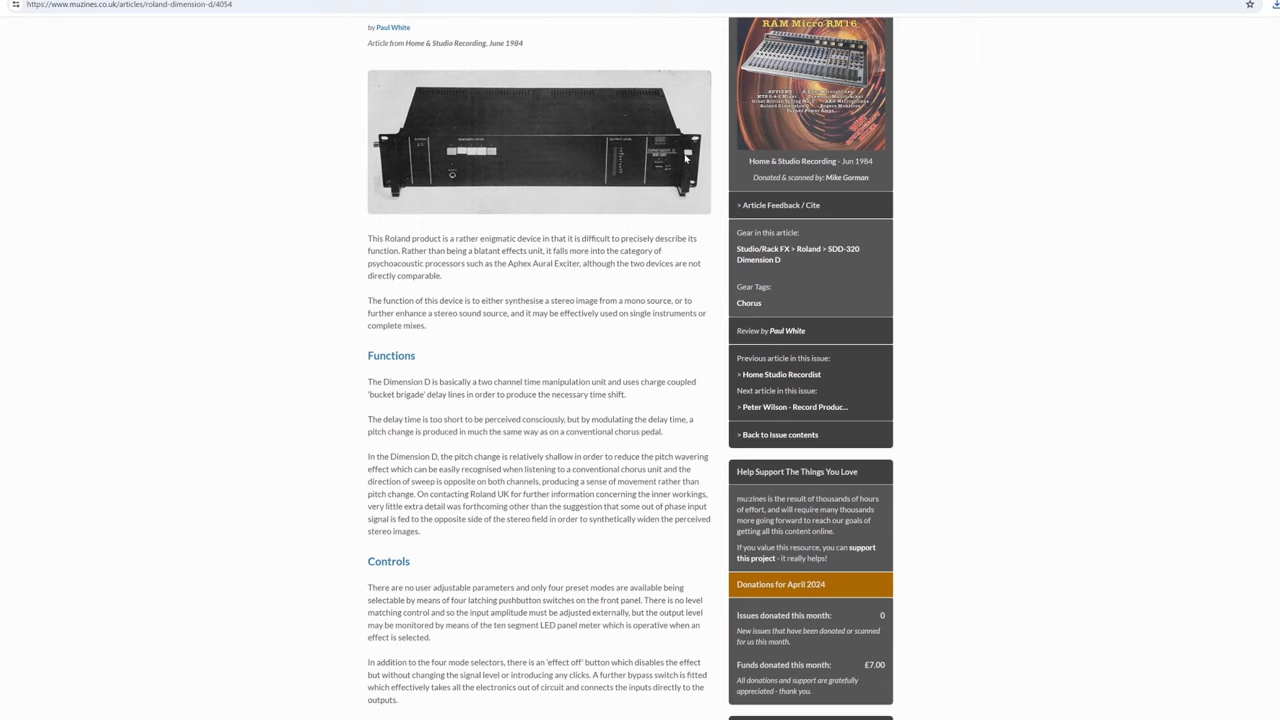 https://www.muzines.co.uk/articles/roland-dimension-d/4054
by Paul White
Article from Home & Studio Recording, June 1984
This Roland product is a rather enigmatic device in that it is difficult to precisely describe its
function. Rather than being a blatant effects unit, it falls more into the category of
psychoacoustic processors such as the Aphex Aural Exciter, although the two devices are not
directly comparable.
The function of this device is to either synthesise a stereo image from a mono source, or to
further enhance a stereo sound source, and it may be effectively used on single instruments or
complete mixes.
Functions
The Dimension D is basically a two channel time manipulation unit and uses charge coupled
'bucket brigade' delay lines in order to produce the necessary time shift.
The delay time is too short to be perceived consciously, but by modulating the delay time, a
pitch change is produced in much the same way as on a conventional chorus pedal.
In the Dimension D, the pitch change is relatively shallow in order to reduce the pitch wavering
effect which can be easily recognised when listening to a conventional chorus unit and the
direction of sweep is opposite on both channels, producing a sense of movement rather than
pitch change. On contacting Roland UK for further information concerning the inner workings,
very little extra detail was forthcoming other than the suggestion that some out of phase input
signal is fed to the opposite side of the stereo field in order to synthetically widen the perceived
stereo images.
Controls
There are no user adjustable parameters and only four preset modes are available being
selectable by means of four latching pushbutton switches on the front panel. There is no level
matching control and so the input amplitude must be adjusted externally, but the output level
may be monitored by means of the ten segment LED panel meter which is operative when an
effect is selected.
In addition to the four mode selectors, there is an 'effect off' button which disables the effect
but without changing the signal level or introducing any clicks. A further bypass switch is fitted
which effectively takes all the electronics out of circuit and connects the inputs directly to the
outputs.
RAM Micro RM16
Home & Studio Recording - Jun 1984
Donated & scanned by: Mike Gorman
> Article Feedback / Cite
Gear in this article:
Studio/Rack FX > Roland > SDD-320
Dimension D
Gear Tags:
Chorus
Review by Paul White
Previous article in this issue:
> Home Studio Recordist
Next article in this issue:
> Peter Wilson - Record Produc...
> Back to Issue contents
Help Support The Things You Love
mu:zines is the result of thousands of hours
of effort, and will require many thousands
more going forward to reach our goals of
getting all this content online.
If you value this resource, you can support
this project - it really helps!
Donations for April 2024
Issues donated this month: 0
New issues that have been donated or scanned
for us this month.
Funds donated this month: £7.00
All donations and support are gratefully
appreciated - thank you.